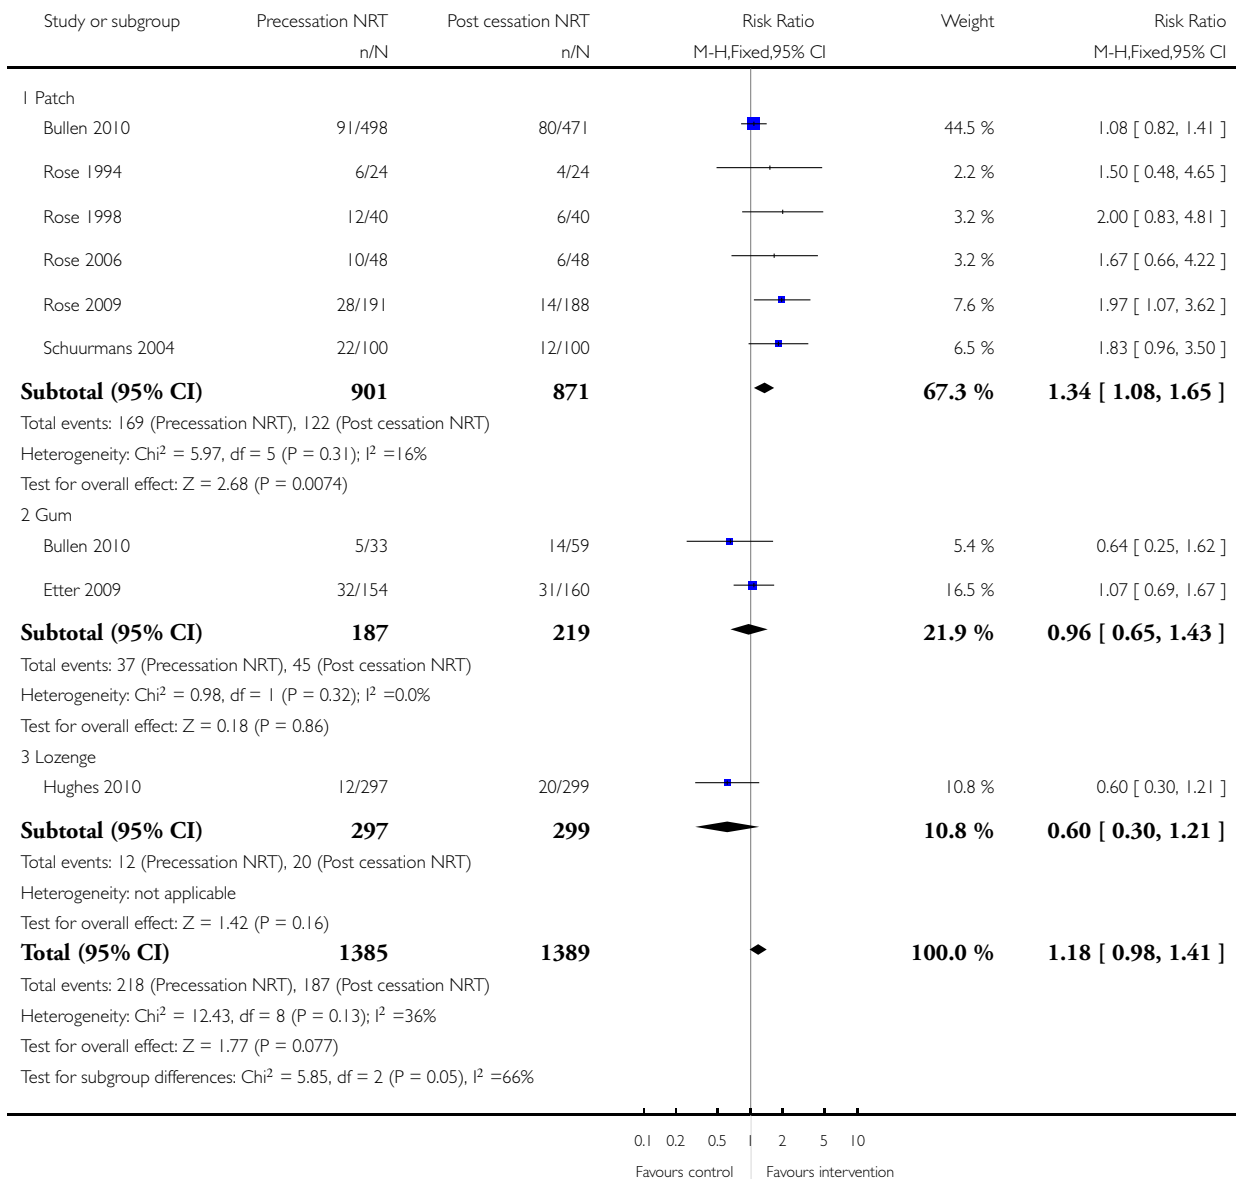 Study or subgroup Precessation NRT Post cessation NRT Risk Ratio Weight Risk Ratio
n/N n/N M-H,Fixed,95% CI M-H,Fixed,95% CI
1 Patch
Bullen 2010 91/498 80/471 44.5 % 1.08 [ 0.82, 1.41 ]
Rose 1994 6/24 4/24 2.2 % 1.50 [ 0.48, 4.65 ]
Rose 1998 12/40 6/40 3.2 % 2.00 [ 0.83, 4.81 ]
Rose 2006 10/48 6/48 3.2 % 1.67 [ 0.66, 4.22 ]
Rose 2009 28/191 14/188 7.6 % 1.97 [ 1.07, 3.62 ]
Schuurmans 2004 22/100 12/100 6.5 % 1.83 [ 0.96, 3.50 ]
Subtotal (95% CI) 901 871 67.3 % 1.34 [ 1.08, 1.65 ]
Total events: 169 (Precessation NRT), 122 (Post cessation NRT)
Heterogeneity: Chi² = 5.97, df = 5 (P = 0.31); I² =16%
Test for overall effect: Z = 2.68 (P = 0.0074)
2 Gum
Bullen 2010 5/33 14/59 5.4 % 0.64 [ 0.25, 1.62 ]
Etter 2009 32/154 31/160 16.5 % 1.07 [ 0.69, 1.67 ]
Subtotal (95% CI) 187 219 21.9 % 0.96 [ 0.65, 1.43 ]
Total events: 37 (Precessation NRT), 45 (Post cessation NRT)
Heterogeneity: Chi² = 0.98, df = 1 (P = 0.32); I² =0.0%
Test for overall effect: Z = 0.18 (P = 0.86)
3 Lozenge
Hughes 2010 12/297 20/299 10.8 % 0.60 [ 0.30, 1.21 ]
Subtotal (95% CI) 297 299 10.8 % 0.60 [ 0.30, 1.21 ]
Total events: 12 (Precessation NRT), 20 (Post cessation NRT)
Heterogeneity: not applicable
Test for overall effect: Z = 1.42 (P = 0.16)
Total (95% CI) 1385 1389 100.0 % 1.18 [ 0.98, 1.41 ]
Total events: 218 (Precessation NRT), 187 (Post cessation NRT)
Heterogeneity: Chi² = 12.43, df = 8 (P = 0.13); I² =36%
Test for overall effect: Z = 1.77 (P = 0.077)
Test for subgroup differences: Chi² = 5.85, df = 2 (P = 0.05), I² =66%
0.1 0.2 0.5 1 2 5 10
Favours control Favours intervention